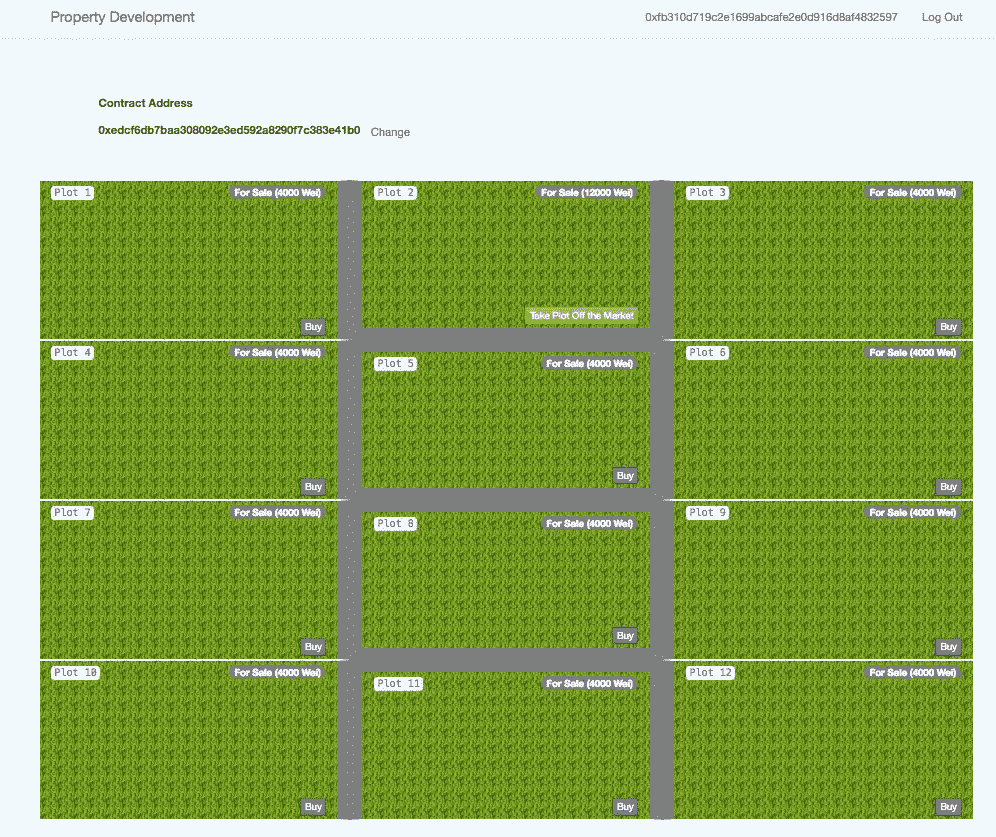 Property Development
0xfb310d719c2e1699abcafe2e0d916d8af4832597 Log Out
Contract Address
0xedcf6db7baa308092e3ed592a8290f7c383e41b0 Change
Plot 1 For Sale (4000 Wei)
Plot 2 For Sale (12000 Wei)
Plot 3 For Sale (4000 Wei)
Take Plot Off the Market
Buy
Buy
Plot 4 For Sale (4000 Wei)
Plot 5 For Sale (4000 Wei)
Plot 6 For Sale (4000 Wei)
Buy
Buy
Buy
Plot 7 For Sale (4000 Wei)
Plot 8 For Sale (4000 Wei)
Plot 9 For Sale (4000 Wei)
Buy
Buy
Buy
Plot 10 For Sale (4000 Wei)
Plot 11 For Sale (4000 Wei)
Plot 12 For Sale (4000 Wei)
Buy
Buy
Buy